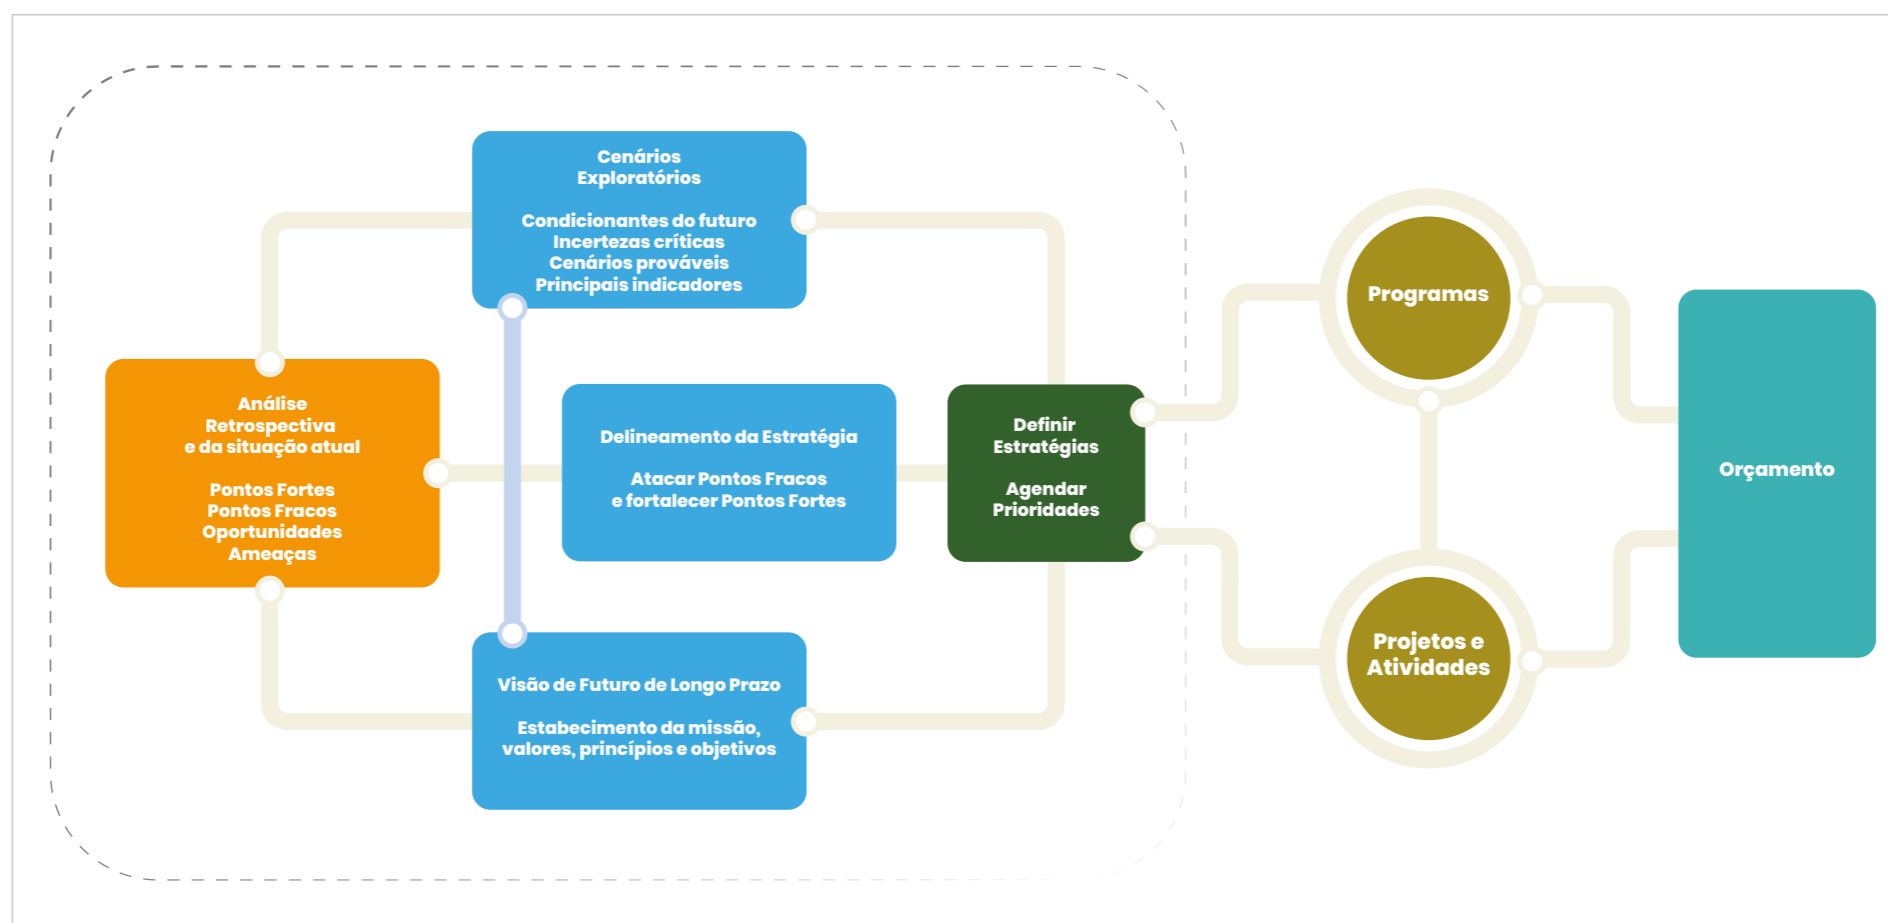 Cenários
Exploratórios
Condicionantes do futuro
Incertezas críticas
Cenários prováveis
Principais indicadores
Análise
Retrospectiva
e da situação atual
Pontos Fortes
Pontos Fracos
Oportunidades
Ameaças
Delineamento da Estratégia
Atacar Pontos Fracos
e fortalecer Pontos Fortes
Visão de Futuro de Longo Prazo
Estabecimento da missão,
valores, princípios e objetivos
Definir
Estratégias
Agendar
Prioridades
Programas
Projetos e
Atividades
Orçamento